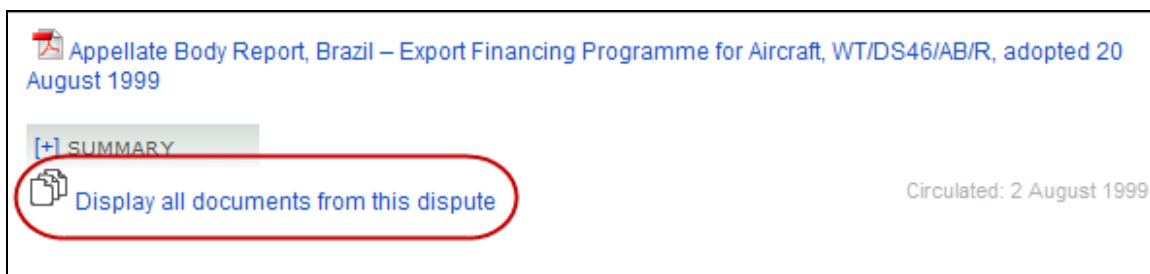 Appellate Body Report, Brazil – Export Financing Programme for Aircraft, WT/DS46/AB/R, adopted 20
August 1999
[+] SUMMARY
Display all documents from this dispute
Circulated: 2 August 1999